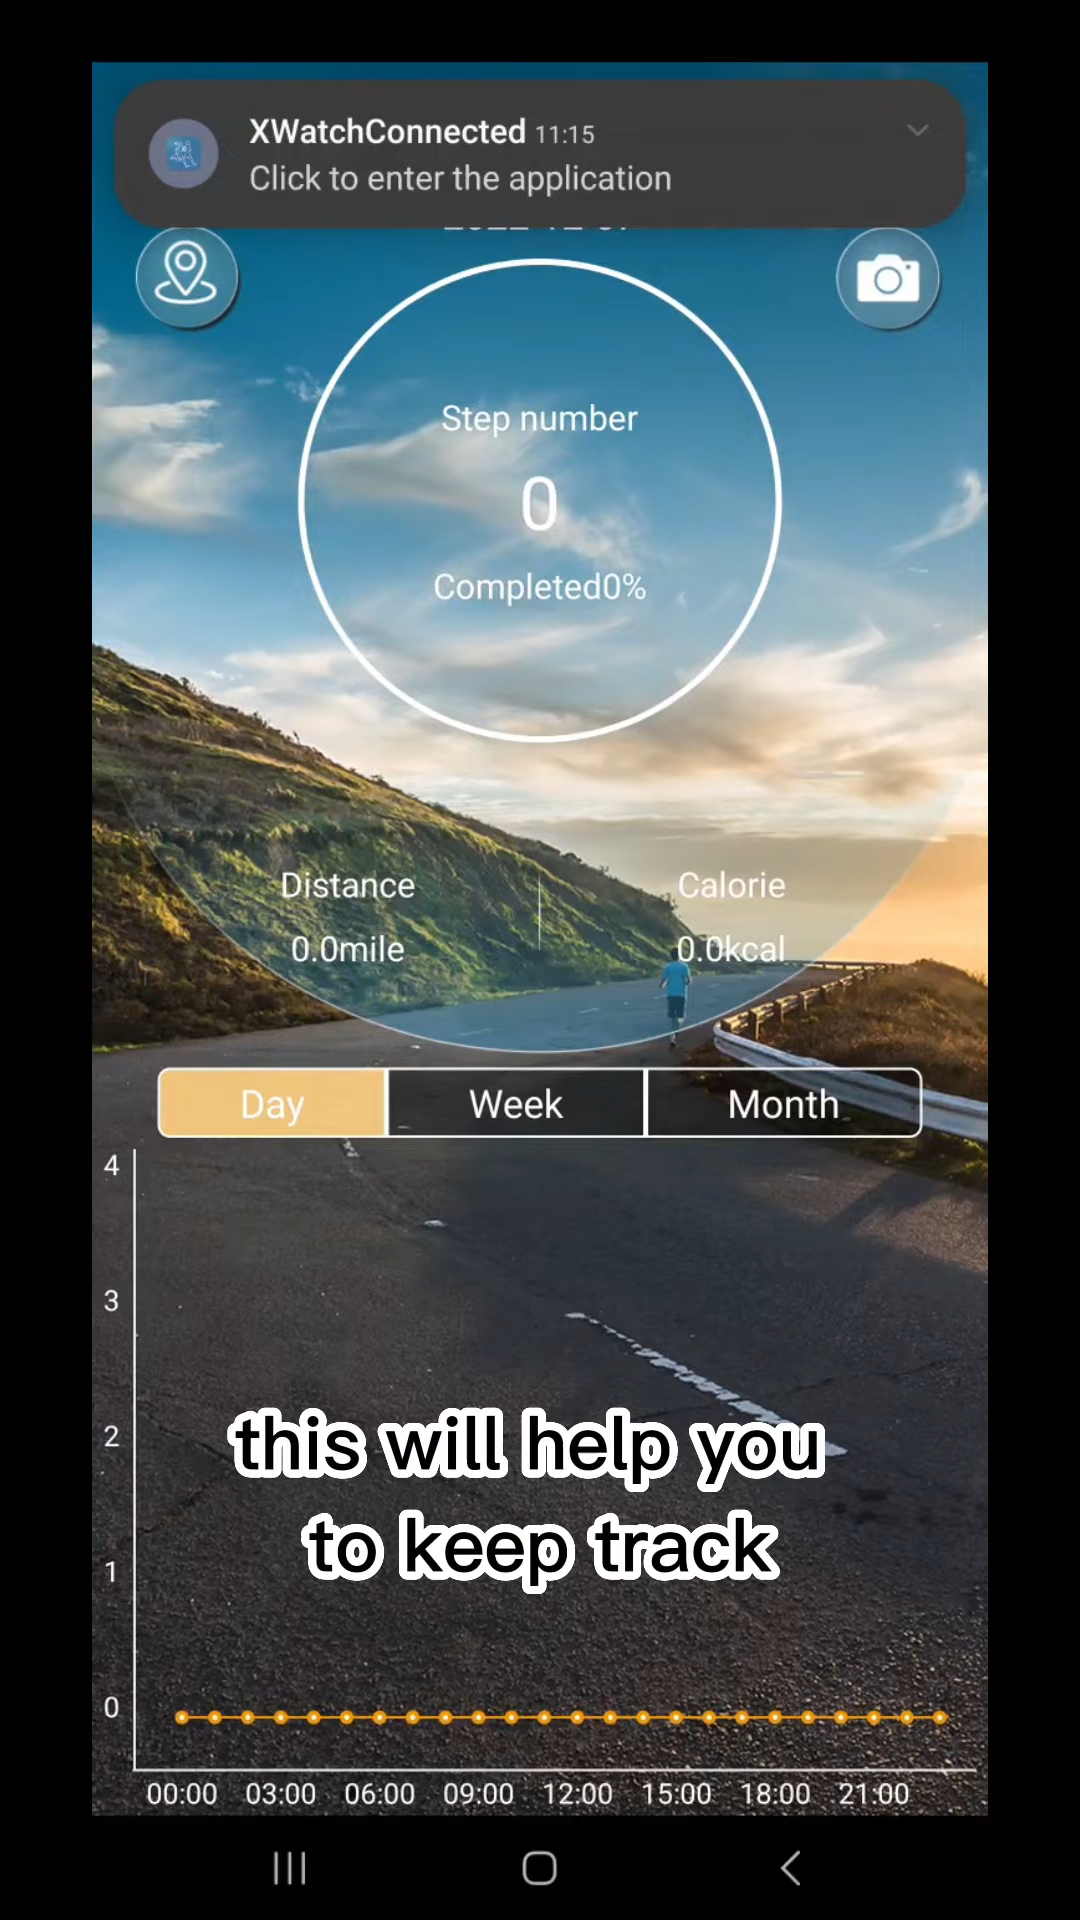 XWatchConnected 11:15
Click to enter the application
Step number
0
Completed0%
Distance
Calorie
0.0mile
0.0kcal
Day Week Month
4
3
2
1
0
this will help you
to keep track
00:00 03:00 06:00 09:00 12:00 15:00 18:00 21:00